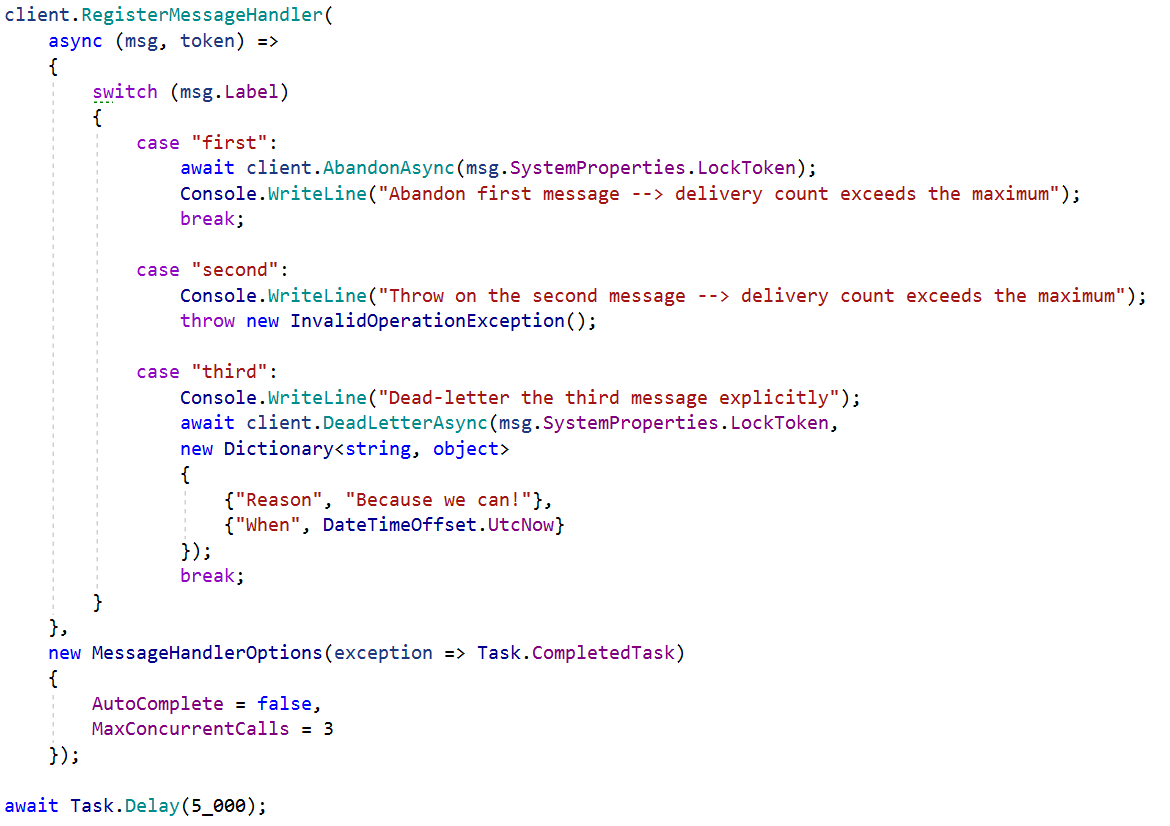 client.RegisterMessageHandler(
    async (msg, token) =>
    {
        switch (msg.Label)
        {
            case "first":
                await client.AbandonAsync(msg.SystemProperties.LockToken);
                Console.WriteLine("Abandon first message --> delivery count exceeds the maximum");
                break;

            case "second":
                Console.WriteLine("Throw on the second message --> delivery count exceeds the maximum");
                throw new InvalidOperationException();

            case "third":
                Console.WriteLine("Dead-letter the third message explicitly");
                await client.DeadLetterAsync(msg.SystemProperties.LockToken,
                new Dictionary<string, object>
                {
                    {"Reason", "Because we can!"},
                    {"When", DateTimeOffset.UtcNow}
                });
                break;
        }
    },
    new MessageHandlerOptions(exception => Task.CompletedTask)
    {
        AutoComplete = false,
        MaxConcurrentCalls = 3
    });

await Task.Delay(5_000);